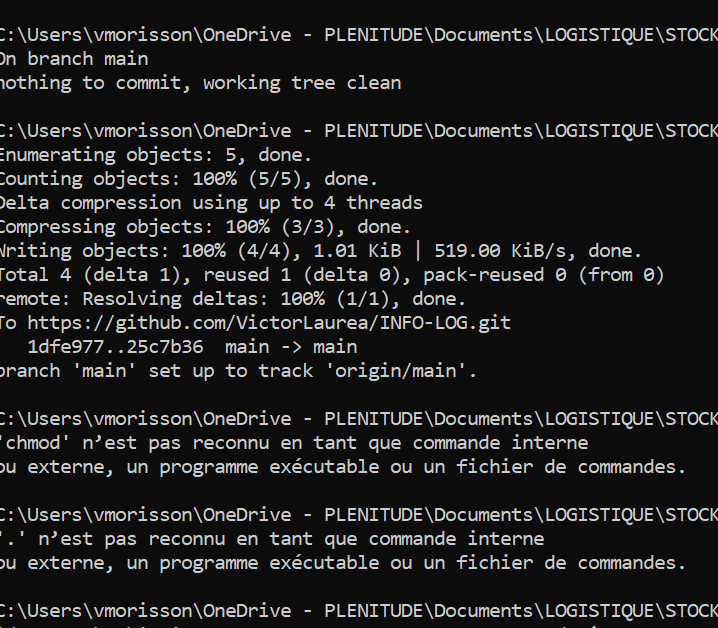 C:\Users\vmorisson\OneDrive - PLENITUDE\Documents\LOGISTIQUE\STOCK
On branch main
nothing to commit, working tree clean
C:\Users\vmorisson\OneDrive - PLENITUDE\Documents\LOGISTIQUE\STOCK
Enumerating objects: 5, done.
Counting objects: 100% (5/5), done.
Delta compression using up to 4 threads
Compressing objects: 100% (3/3), done.
Writing objects: 100% (4/4), 1.01 KiB | 519.00 KiB/s, done.
Total 4 (delta 1), reused 1 (delta 0), pack-reused 0 (from 0)
remote: Resolving deltas: 100% (1/1), done.
To https://github.com/VictorLaurea/INFO-LOG.git
   1dfe977..25c7b36  main -> main
branch 'main' set up to track 'origin/main'.
C:\Users\vmorisson\OneDrive - PLENITUDE\Documents\LOGISTIQUE\STOCK
'chmod' n’est pas reconnu en tant que commande interne
ou externe, un programme exécutable ou un fichier de commandes.
C:\Users\vmorisson\OneDrive - PLENITUDE\Documents\LOGISTIQUE\STOCK
'.' n’est pas reconnu en tant que commande interne
ou externe, un programme exécutable ou un fichier de commandes.
C:\Users\vmorisson\OneDrive - PLENITUDE\Documents\LOGISTIQUE\STOCK